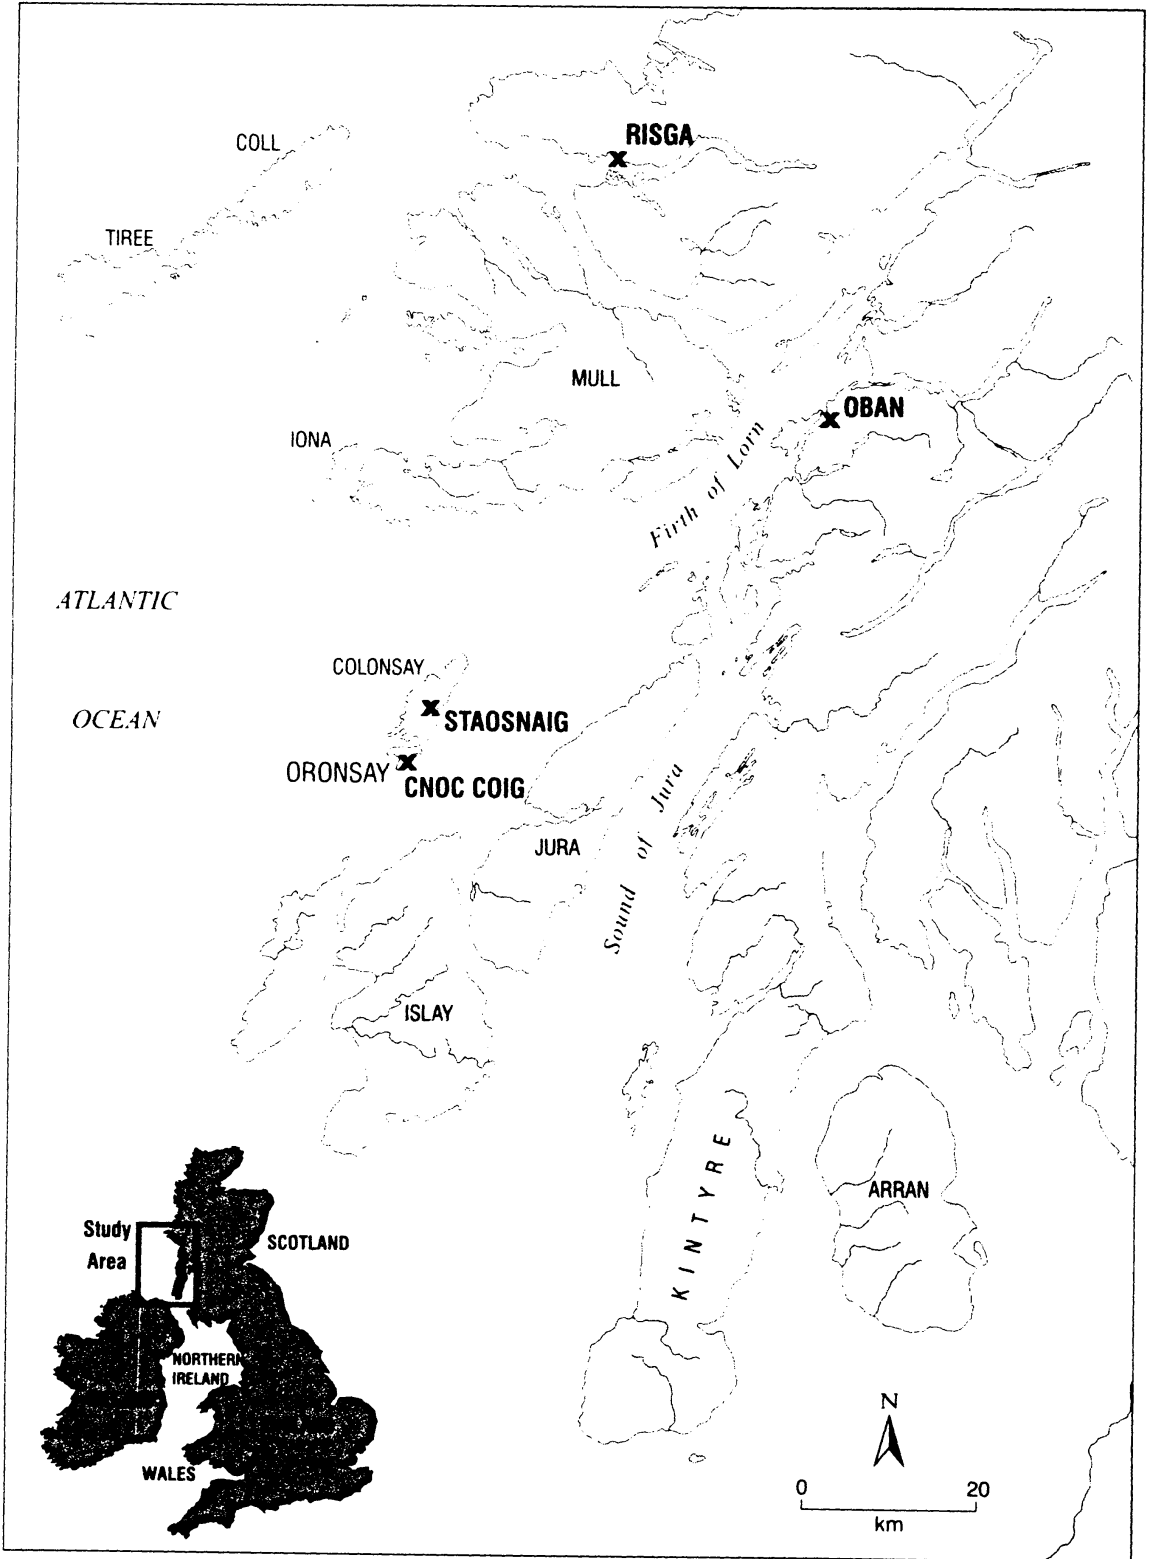 RISGA
COLL
TIREE
MULL
OBAN
IONA
Firth of Lorn
ATLANTIC
OCEAN
COLONSAY
STAOSNAIG
ORONSAY
CNOC COIG
JURA
Sound of Jura
ISLAY
KINTYRE
ARRAN
Study
Area
SCOTLAND
NORTHERN
IRELAND
WALES
N
0 20
km